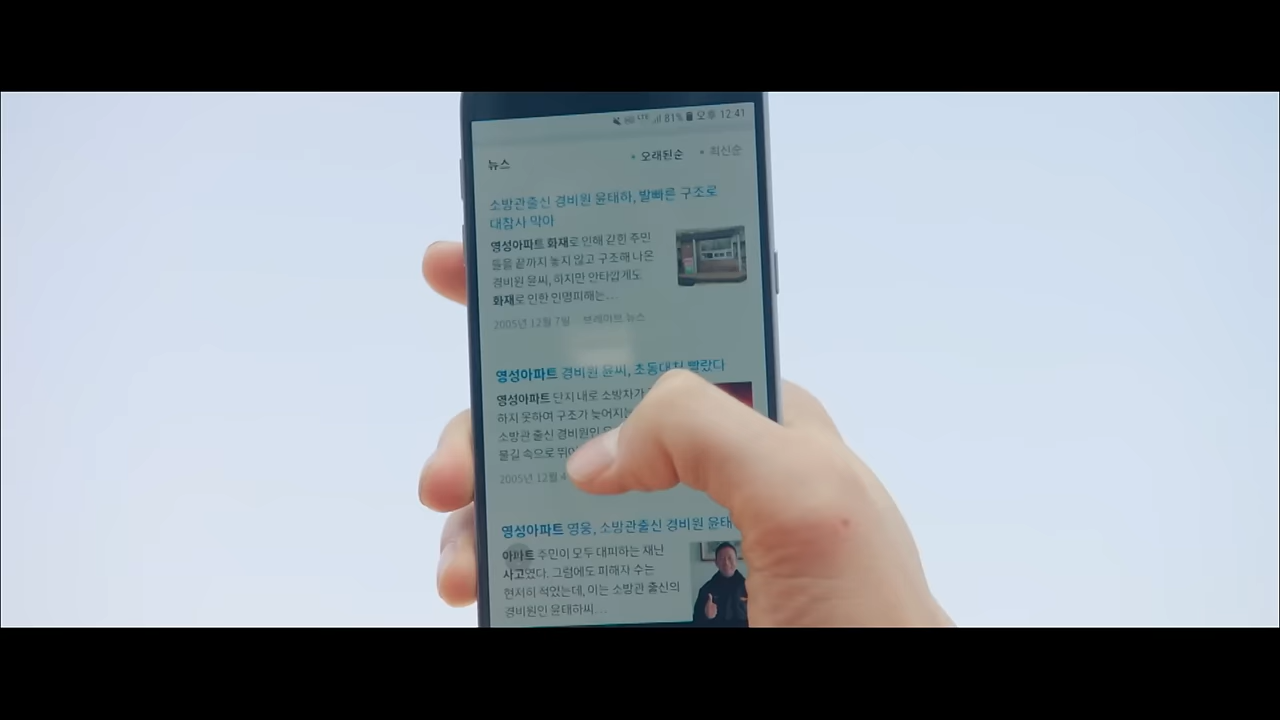 LTE 81% 오후 12:41
뉴스
• 오래된순 • 최신순
소방관출신 경비원 윤태하, 발빠른 구조로
대참사 막아
영성아파트 화재로 인해 갇힌 주민
들을 끝까지 놓지 않고 구조해 나온
경비원 윤씨, 하지만 안타깝게도
화재로 인한 인명피해는...
2005년 12월 7일 브레이브 뉴스
영성아파트 경비원 윤씨, 초동대처 빨랐다
영성아파트 단지 내로 소방차가
하지 못하여 구조가 늦어지는
소방관 출신 경비원인
불길 속으로
2005년 12월 4
영성아파트 영웅, 소방관출신 경비원 윤태
아파트 주민이 모두 대피하는 재난
사고였다. 그럼에도 피해자 수는
현저히 적었는데, 이는 소방관 출신의
경비원인 윤태하씨...